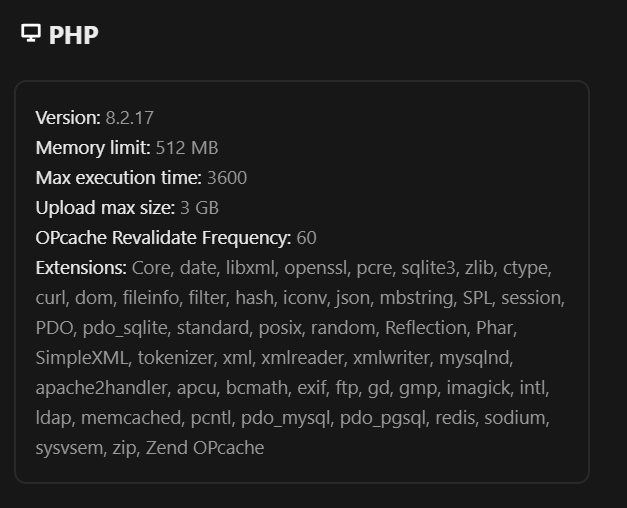 PHP
Version: 8.2.17
Memory limit: 512 MB
Max execution time: 3600
Upload max size: 3 GB
OPcache Revalidate Frequency: 60
Extensions: Core, date, libxml, openssl, pcre, sqlite3, zlib, ctype,
curl, dom, fileinfo, filter, hash, iconv, json, mbstring, SPL, session,
PDO, pdo_sqlite, standard, posix, random, Reflection, Phar,
SimpleXML, tokenizer, xml, xmlreader, xmlwriter, mysqlnd,
apache2handler, apcu, bcmath, exif, ftp, gd, gmp, imagick, intl,
ldap, memcached, pcntl, pdo_mysql, pdo_pgsql, redis, sodium,
sysvsem, zip, Zend OPcache